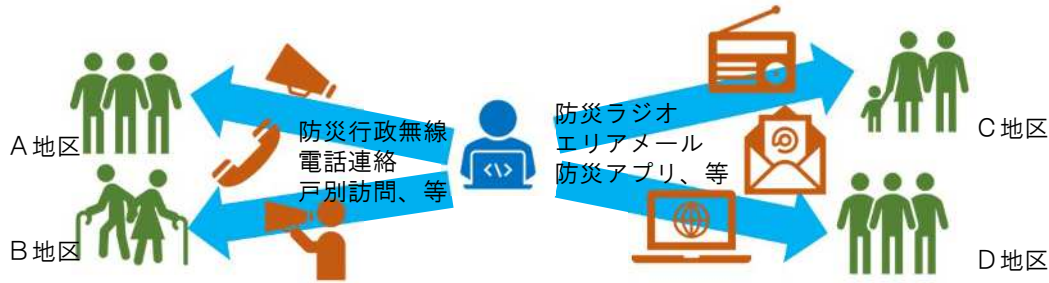 A地区
B地区
防災行政無線
電話連絡
戸別訪問、等
防災ラジオ
エリアメール
防災アプリ、等
C地区
D地区